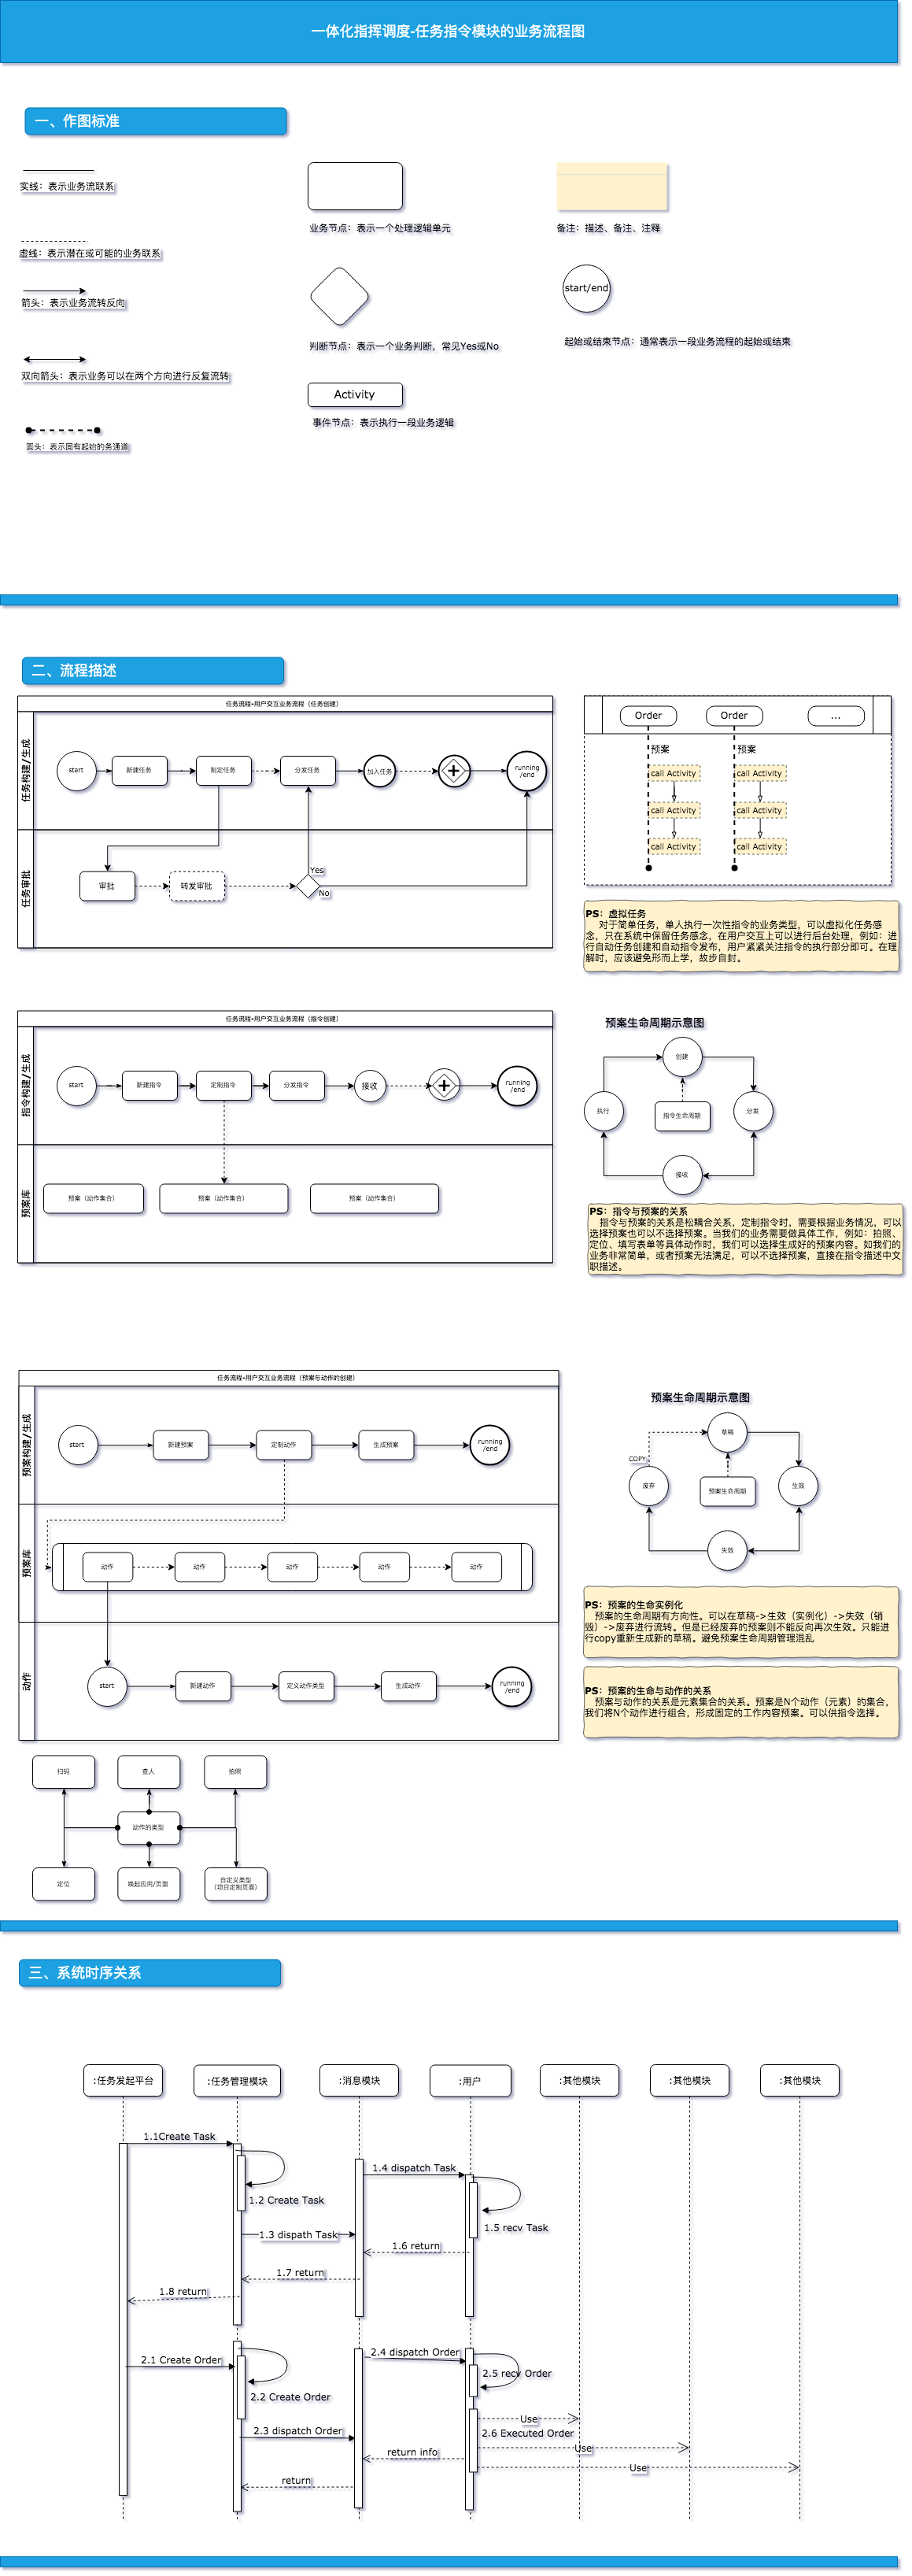 一体化指挥调度-任务指令模块的业务流程图
一、作图标准
实线：表示业务流联系
虚线：表示潜在或可能的业务联系
箭头：表示业务流转反向
双向箭头：表示业务可以在两个方向进行反复流转
圆头：表示固有起始的务通道
业务节点：表示一个处理逻辑单元
判断节点：表示一个业务判断，常见Yes或No
Activity
事件节点：表示执行一段业务逻辑
备注：描述、备注、注释
start/end
起始或结束节点：通常表示一段业务流程的起始或结束
二、流程描述
任务流程-用户交互业务流程（任务创建）
任务构建/生成
start
新建任务
制定任务
分发任务
加入任务
running
/end
任务审批
审批
转发审批
Yes
No
Order
Order
...
预案
预案
call Activity
call Activity
call Activity
call Activity
call Activity
call Activity
PS：虚拟任务
对于简单任务，单人执行一次性指令的业务类型，可以虚拟化任务感
念，只在系统中保留任务感念，在用户交互上可以进行后台处理，例如：进
行自动任务创建和自动指令发布，用户紧紧关注指令的执行部分即可。在理
解时，应该避免形而上学，故步自封。
任务流程-用户交互业务流程（指令创建）
指令构建/生成
start
新建指令
定制指令
分发指令
接收
running
/end
预案库
预案（动作集合）
预案（动作集合）
预案（动作集合）
预案生命周期示意图
创建
执行
指令生命周期
分发
接收
PS：指令与预案的关系
指令与预案的关系是松耦合关系，定制指令时，需要根据业务情况，可以
选择预案也可以不选择预案。当我们的业务需要做具体工作，例如：拍照、
定位、填写表单等具体动作时，我们可以选择生成好的预案内容。如我们的
业务非常简单，或者预案无法满足，可以不选择预案，直接在指令描述中文
职描述。
任务流程-用户交互业务流程（预案与动作的创建）
预案构建/生成
start
新建预案
定制动作
生成预案
running
/end
预案库
动作
动作
动作
动作
动作
动作
start
新建动作
定义动作类型
生成动作
running
/end
预案生命周期示意图
草稿
COPY
废弃
预案生命周期
生效
失效
PS：预案的生命实例化
预案的生命周期有方向性。可以在草稿->生效（实例化）->失效（销
毁）->废弃进行流转。但是已经废弃的预案则不能反向再次生效。只能进
行copy重新生成新的草稿。避免预案生命周期管理混乱
PS：预案的生命与动作的关系
预案与动作的关系是元素集合的关系。预案是N个动作（元素）的集合，
我们将N个动作进行组合，形成固定的工作内容预案。可以供指令选择。
扫码
查人
拍照
动作的类型
定位
唤起应用/页面
自定义类型
（项目定制页面）
三、系统时序关系
:任务发起平台
:任务管理模块
:消息模块
:用户
:其他模块
:其他模块
:其他模块
1.1Create Task
1.2 Create Task
1.3 dispath Task
1.4 dispatch Task
1.5 recv Task
1.6 return
1.7 return
1.8 return
2.1 Create Order
2.2 Create Order
2.3 dispatch Order
2.4 dispatch Order
2.5 recv Order
Use
2.6 Executed Order
Use
return info
Use
return